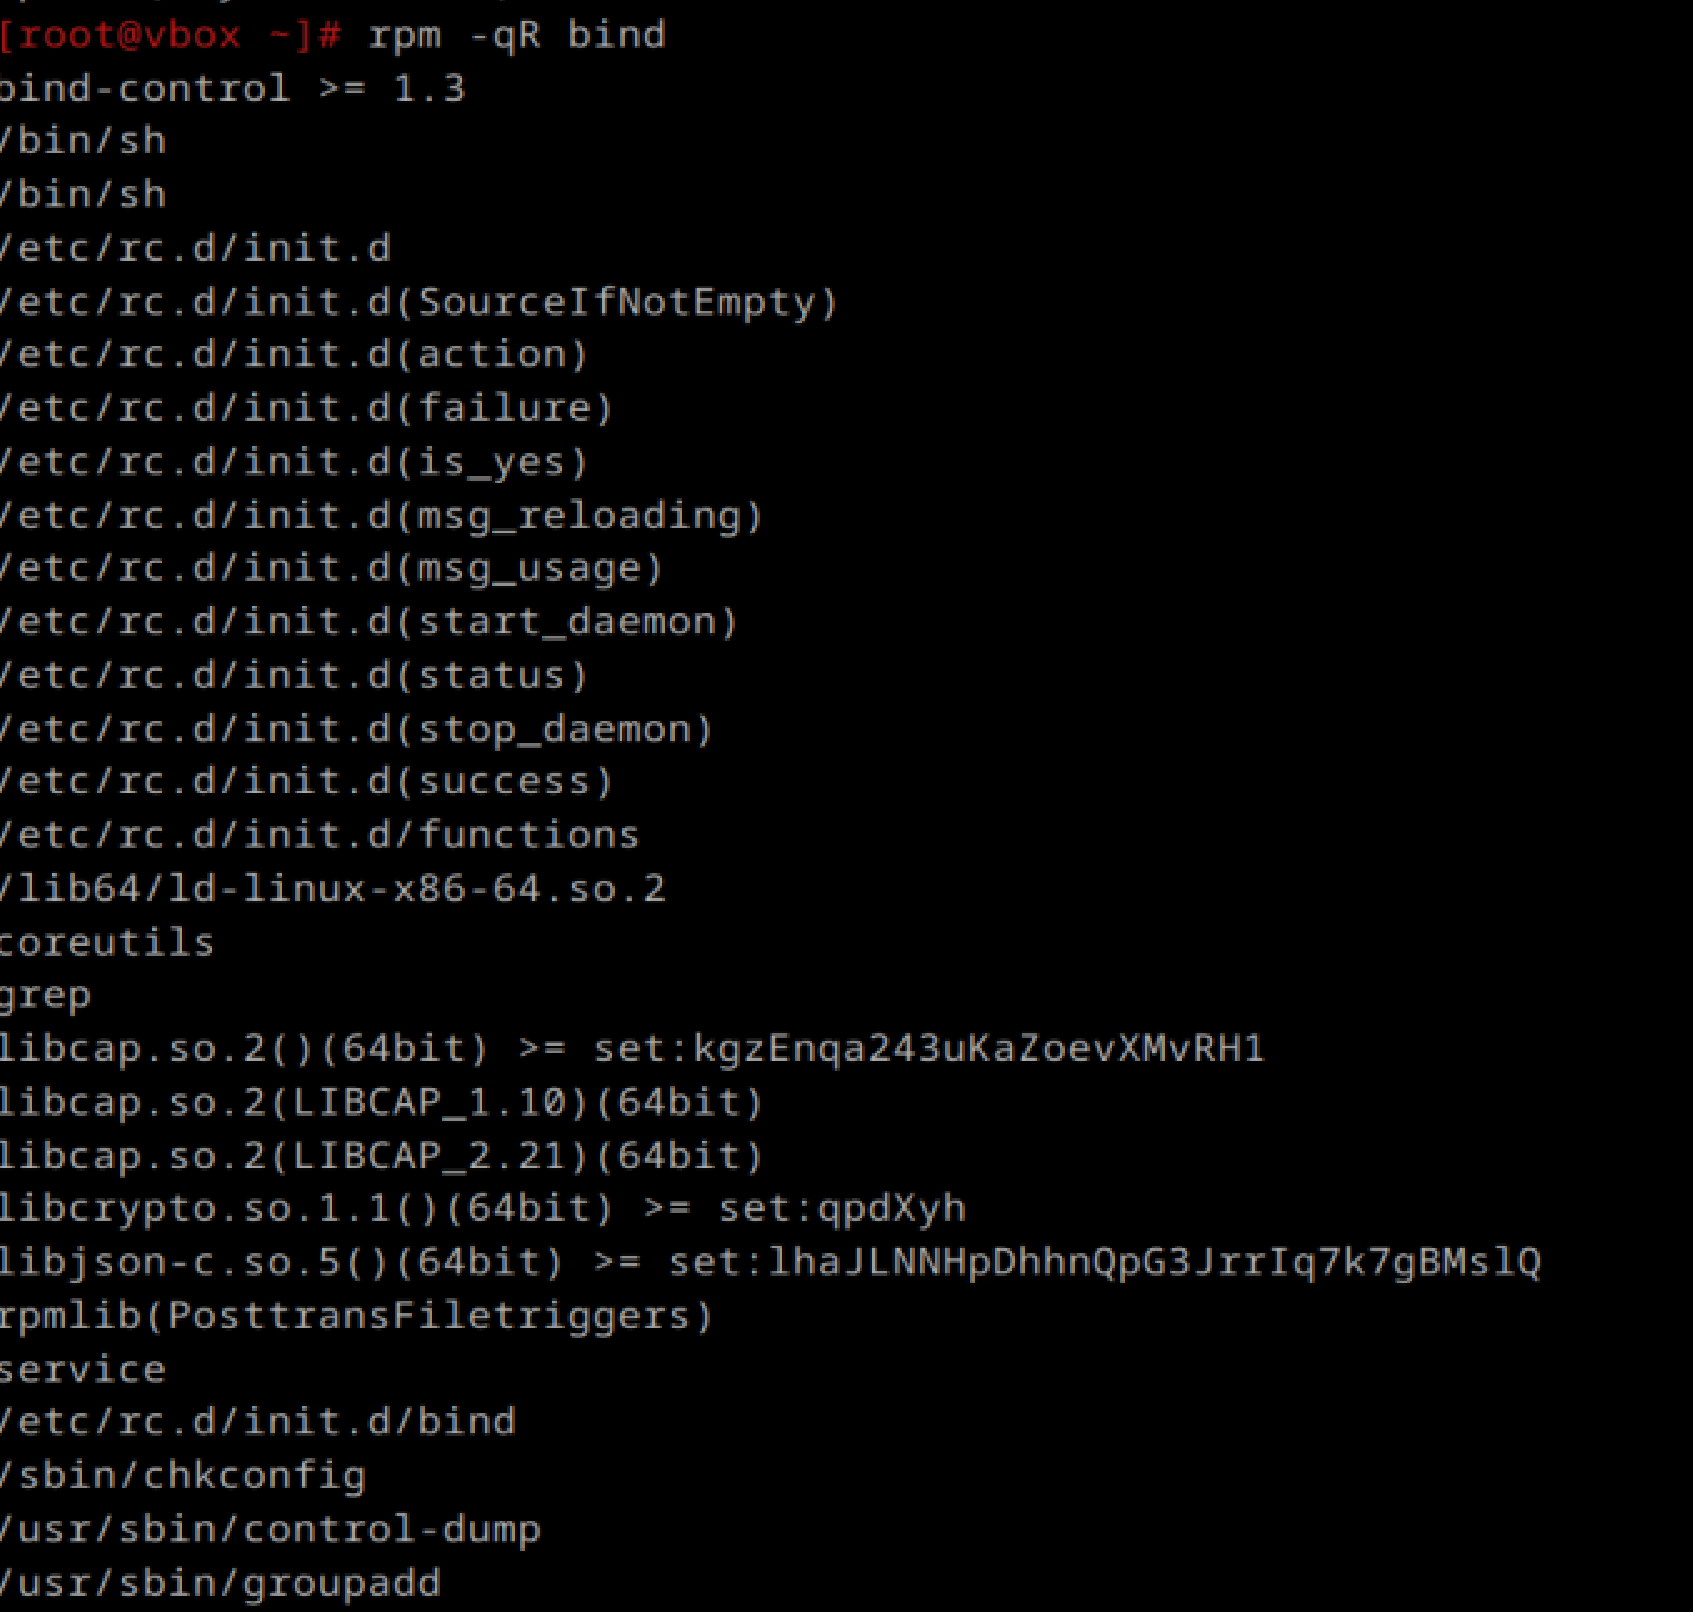 [root@vbox ~]# rpm -qR bind
bind-control >= 1.3
/bin/sh
/bin/sh
/etc/rc.d/init.d
/etc/rc.d/init.d(SourceIfNotEmpty)
/etc/rc.d/init.d(action)
/etc/rc.d/init.d(failure)
/etc/rc.d/init.d(is_yes)
/etc/rc.d/init.d(msg_reloading)
/etc/rc.d/init.d(msg_usage)
/etc/rc.d/init.d(start_daemon)
/etc/rc.d/init.d(status)
/etc/rc.d/init.d(stop_daemon)
/etc/rc.d/init.d(success)
/etc/rc.d/init.d/functions
/lib64/ld-linux-x86-64.so.2
coreutils
grep
libcap.so.2()(64bit) >= set:kgzEnqa243uKaZoevXMvRH1
libcap.so.2(LIBCAP_1.10)(64bit)
libcap.so.2(LIBCAP_2.21)(64bit)
libcrypto.so.1.1()(64bit) >= set:qpdXyh
libjson-c.so.5()(64bit) >= set:lhaJLNNHpDhhnQpG3JrrIq7k7gBMslQ
rpmlib(PosttransFiletriggers)
service
/etc/rc.d/init.d/bind
/sbin/chkconfig
/usr/sbin/control-dump
/usr/sbin/groupadd